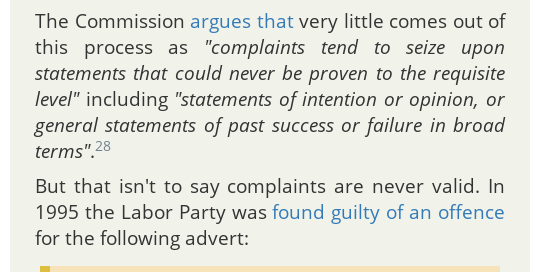 The Commission argues that very little comes out of
this process as "complaints tend to seize upon
statements that could never be proven to the requisite
level" including "statements of intention or opinion, or
general statements of past success or failure in broad
terms".28
But that isn't to say complaints are never valid. In
1995 the Labor Party was found guilty of an offence
for the following advert: